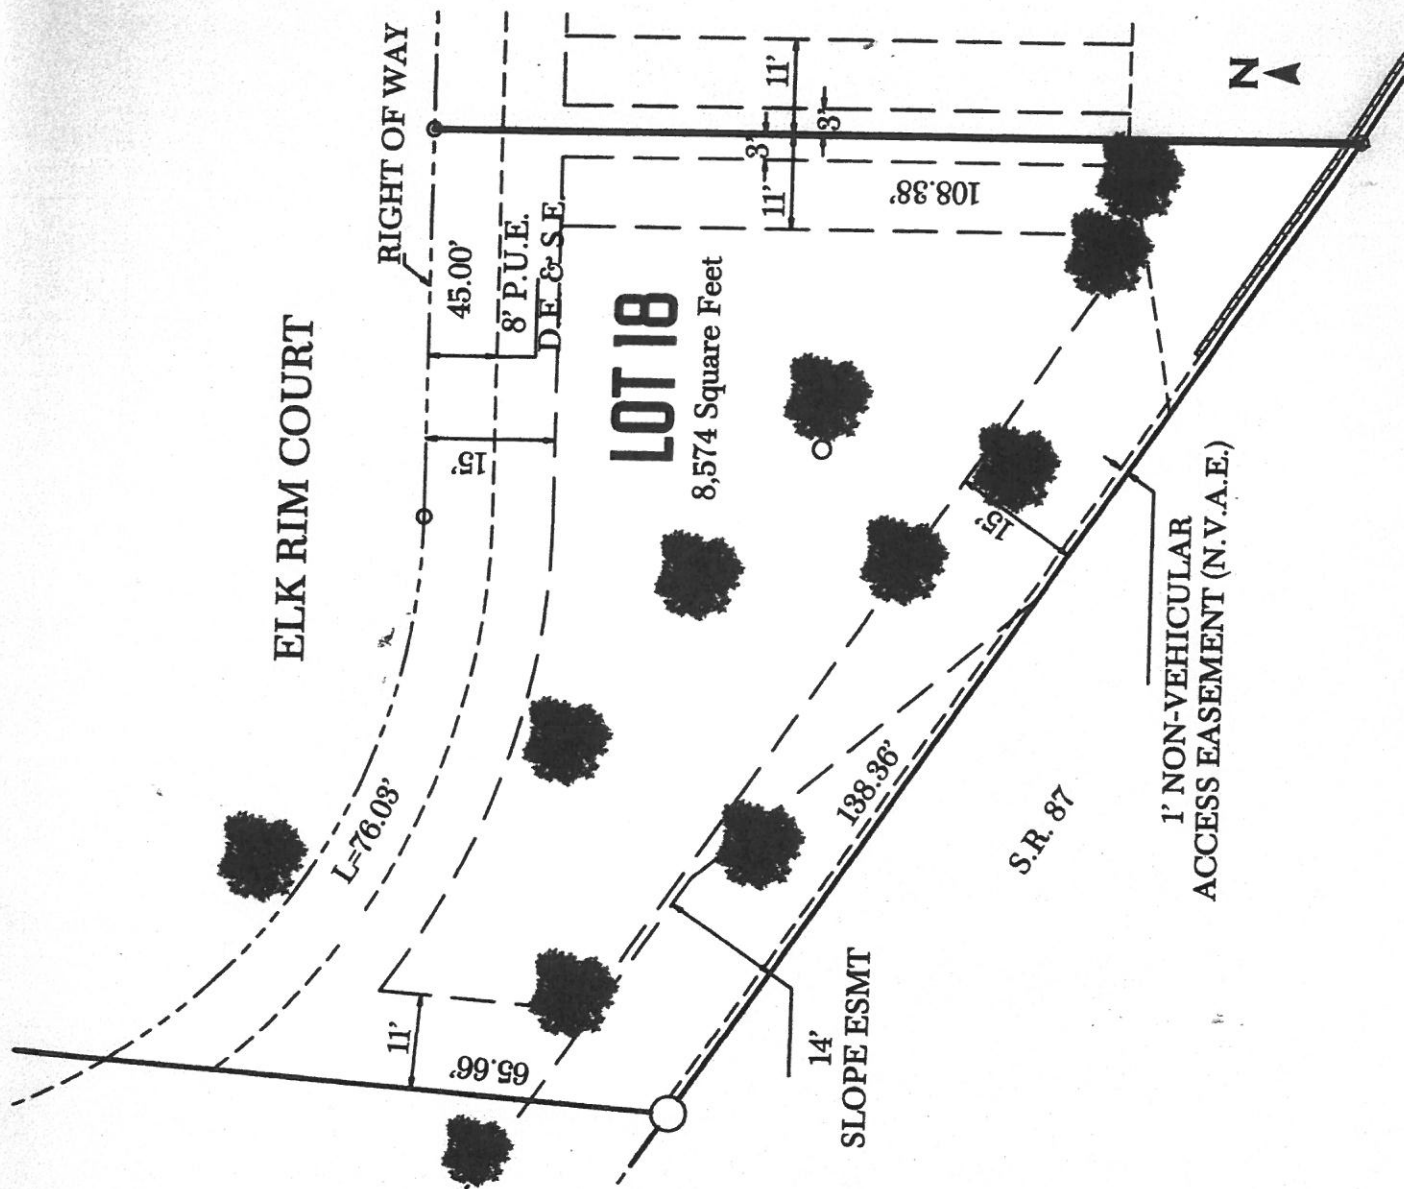 ELK RIM COURT
RIGHT OF WAY
45.00'
8' P.U.E.
D.E. & S.E.
15'
L=76.03'
LOT 18
8,574 Square Feet
11'
3'
11'
3'
108.38'
N
11'
65.66'
15'
138.36'
14'
SLOPE ESMT
S.R. 87
1' NON-VEHICULAR
ACCESS EASEMENT (N.V.A.E.)